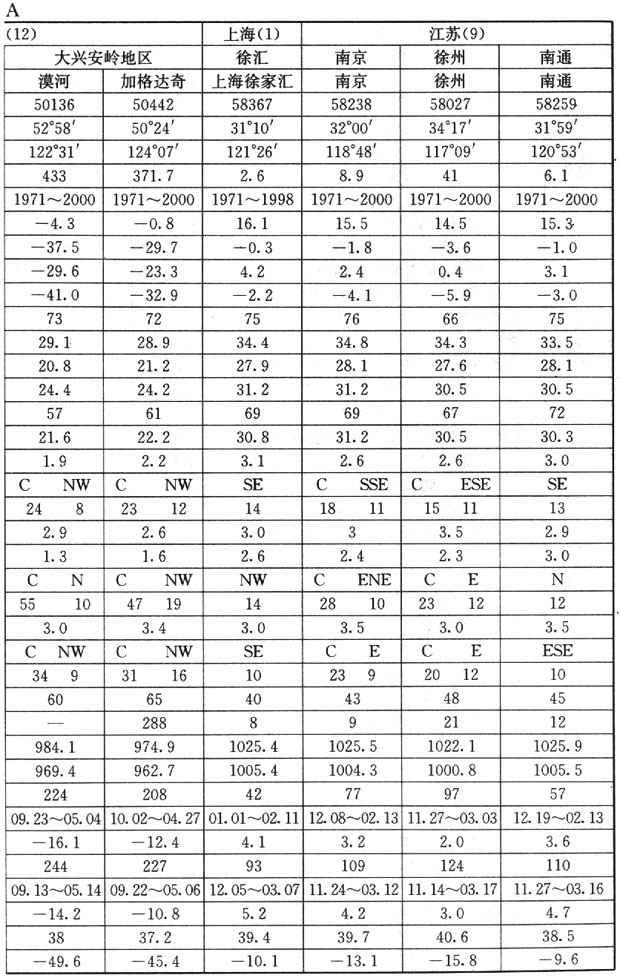 A
(12) 上海(1) 江苏(9)
大兴安岭地区 徐汇 南京 徐州 南通
漠河 加格达奇 上海徐家汇 南京 徐州 南通
50136 50442 58367 58238 58027 58259
52°58′ 50°24′ 31°10′ 32°00′ 34°17′ 31°59′
122°31′ 124°07′ 121°26′ 118°48′ 117°09′ 120°53′
433 371.7 2.6 8.9 41 6.1
1971～2000 1971～2000 1971～1998 1971～2000 1971～2000 1971～2000
−4.3 −0.8 16.1 15.5 14.5 15.3
−37.5 −29.7 −0.3 −1.8 −3.6 −1.0
−29.6 −23.3 4.2 2.4 0.4 3.1
−41.0 −32.9 −2.2 −4.1 −5.9 −3.0
73 72 75 76 66 75
29.1 28.9 34.4 34.8 34.3 33.5
20.8 21.2 27.9 28.1 27.6 28.1
24.4 24.2 31.2 31.2 30.5 30.5
57 61 69 69 67 72
21.6 22.2 30.8 31.2 30.5 30.3
1.9 2.2 3.1 2.6 2.6 3.0
C NW C NW SE C SSE C ESE SE
24 8 23 12 14 18 11 15 11 13
2.9 2.6 3.0 3 3.5 2.9
1.3 1.6 2.6 2.4 2.3 3.0
C N C NW NW C ENE C E N
55 10 47 19 14 28 10 23 12 12
3.0 3.4 3.0 3.5 3.0 3.5
C NW C NW SE C E C E ESE
34 9 31 16 10 23 9 20 12 10
60 65 40 43 48 45
— 288 8 9 21 12
984.1 974.9 1025.4 1025.5 1022.1 1025.9
969.4 962.7 1005.4 1004.3 1000.8 1005.5
224 208 42 77 97 57
09.23～05.04 10.02～04.27 01.01～02.11 12.08～02.13 11.27～03.03 12.19～02.13
−16.1 −12.4 4.1 3.2 2.0 3.6
244 227 93 109 124 110
09.13～05.14 09.22～05.06 12.05～03.07 11.24～03.12 11.14～03.17 11.27～03.16
−14.2 −10.8 5.2 4.2 3.0 4.7
38 37.2 39.4 39.7 40.6 38.5
−49.6 −45.4 −10.1 −13.1 −15.8 −9.6